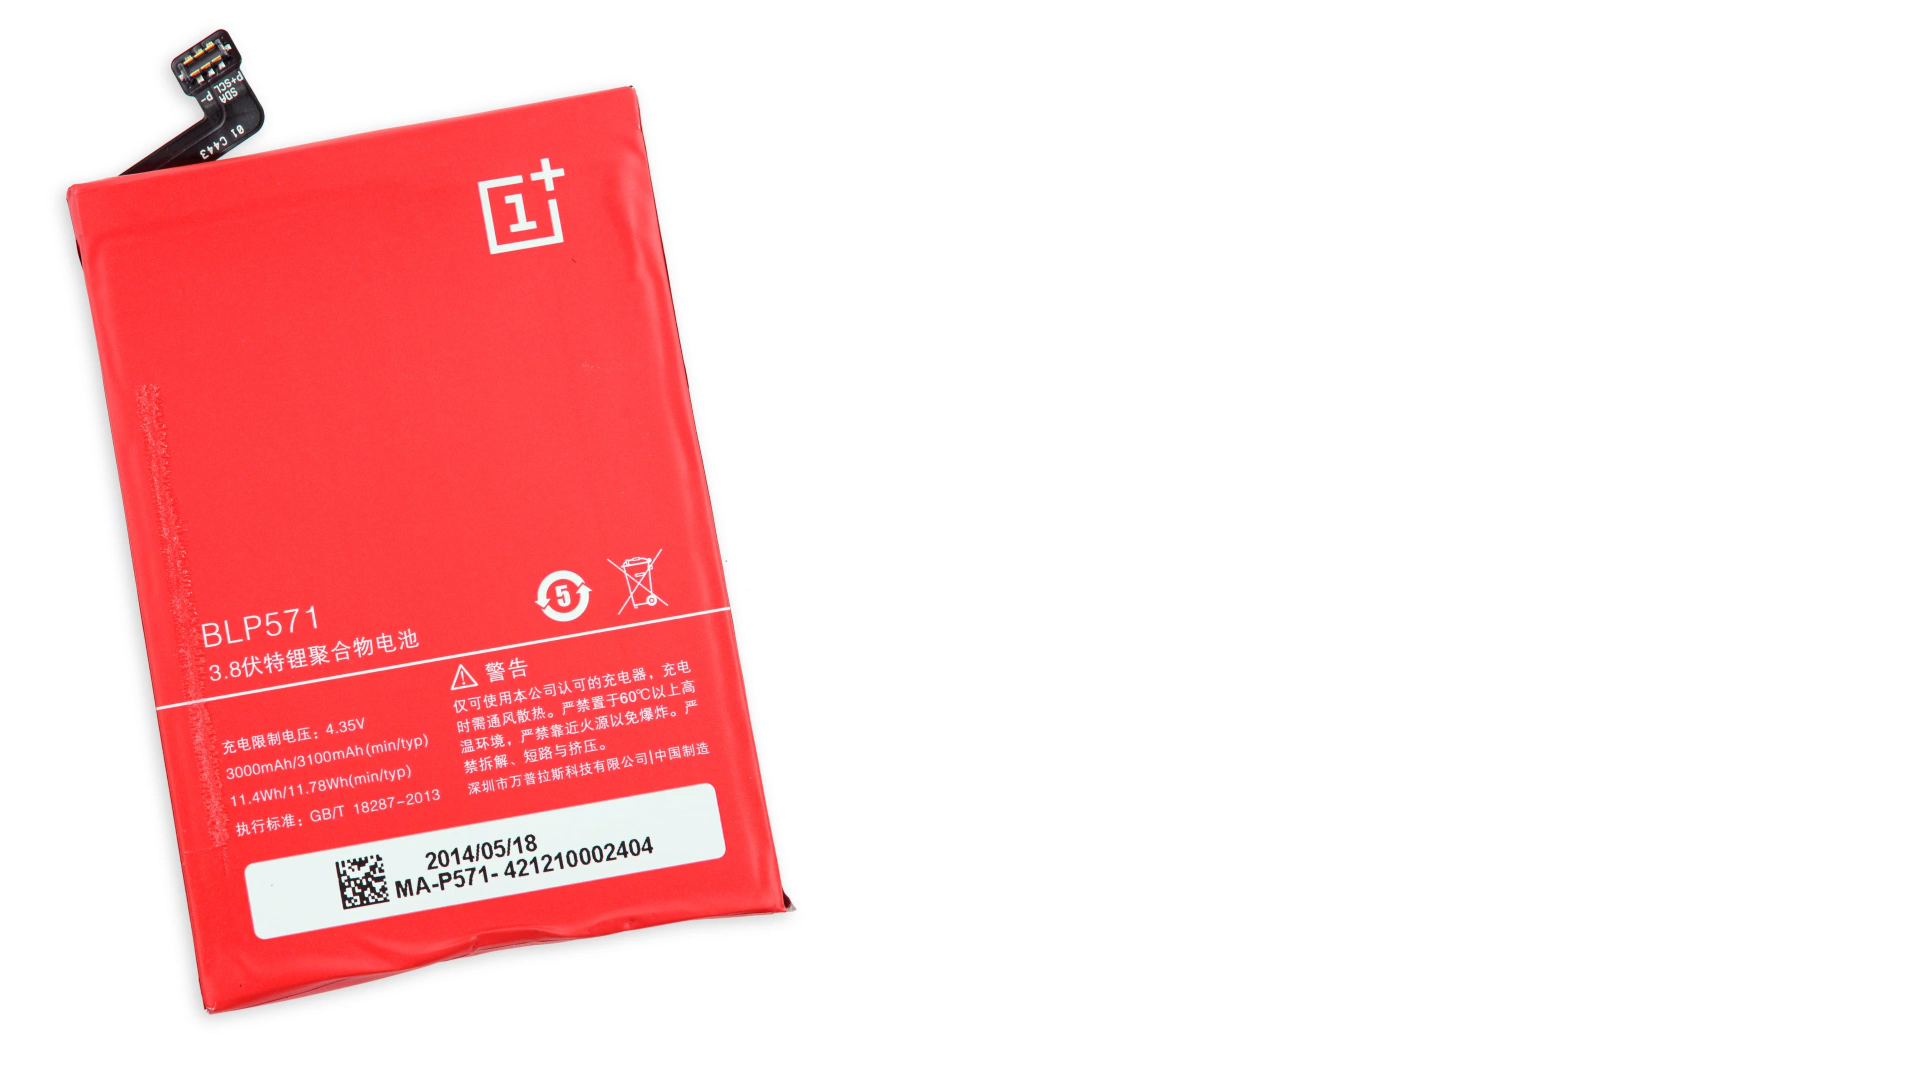 P+SCL P-
SDA
01 C443
1+
5
BLP571
3.8伏特锂聚合物电池
充电限制电压：4.35V
3000mAh/3100mAh(min/typ)
11.4Wh/11.78Wh(min/typ)
执行标准：GB/T 18287-2013
警告
仅可使用本公司认可的充电器，充电
时需通风散热。严禁置于60℃以上高
温环境，严禁靠近火源以免爆炸。严
禁拆解、短路与挤压。
深圳市万普拉斯科技有限公司|中国制造
2014/05/18
MA-P571- 421210002404